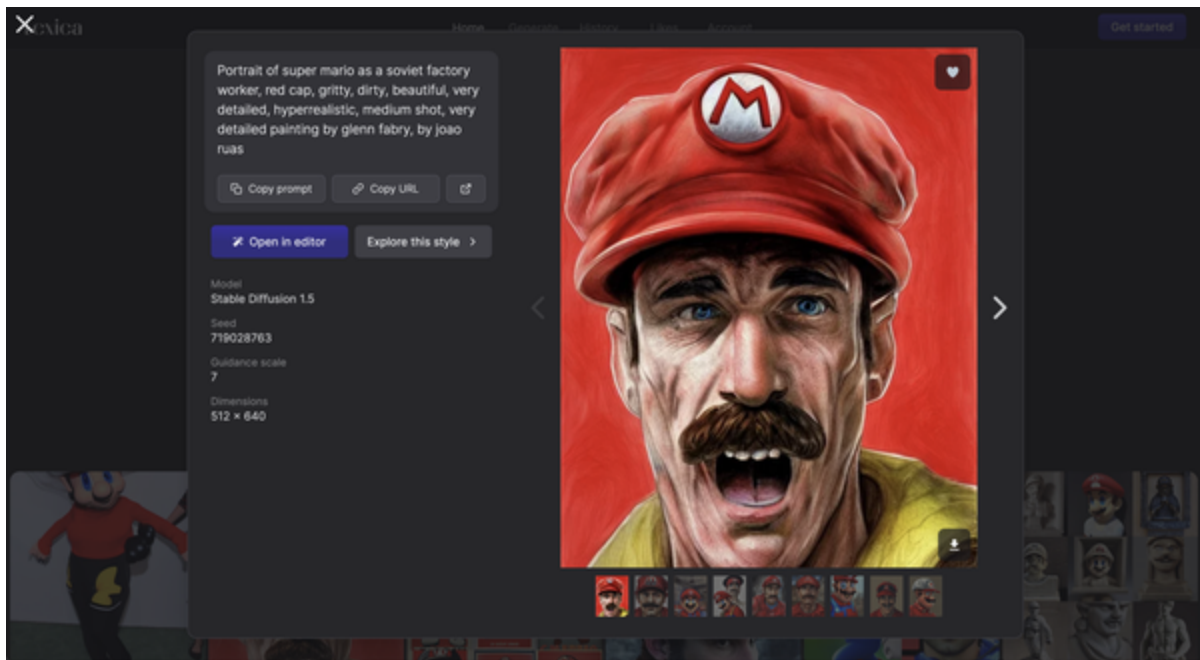 exica
Home Generate History Likes Account
Get started
Portrait of super mario as a soviet factory
worker, red cap, gritty, dirty, beautiful, very
detailed, hyperrealistic, medium shot, very
detailed painting by glenn fabry, by joao
ruas
Copy prompt
Copy URL
Open in editor
Explore this style
Model
Stable Diffusion 1.5
Seed
719028763
Guidance scale
7
Dimensions
512 × 640
M